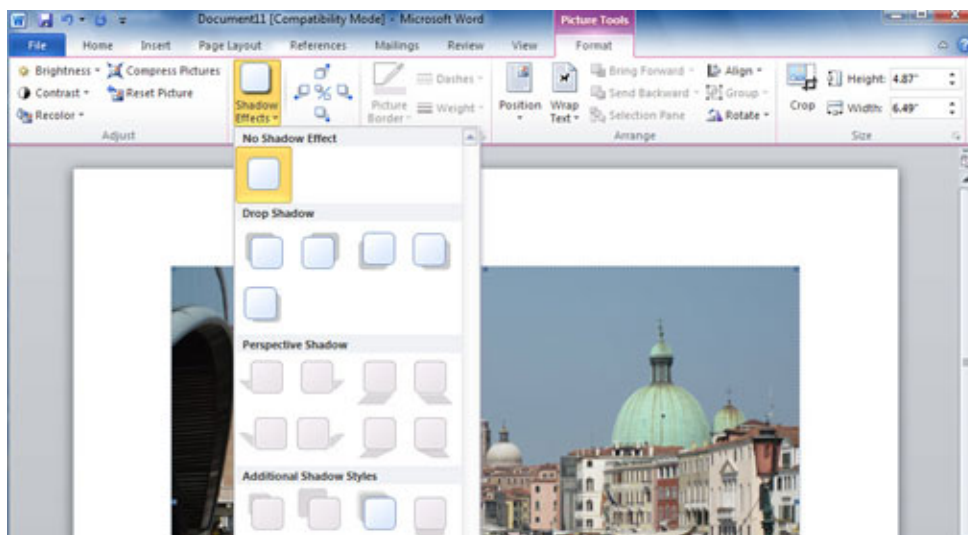 Document11 [Compatibility Mode] - Microsoft Word
Picture Tools
File Home Insert Page Layout References Mailings Review View Format
Brightness
Compress Pictures
Contrast
Reset Picture
Recolor
Adjust
Shadow
Effects
Picture
Border
Dashes
Weight
Position
Wrap
Text
Bring Forward
Send Backward
Selection Pane
Align
Group
Rotate
Arrange
Crop
Height: 4.87"
Width: 6.49"
Size
No Shadow Effect
Drop Shadow
Perspective Shadow
Additional Shadow Styles